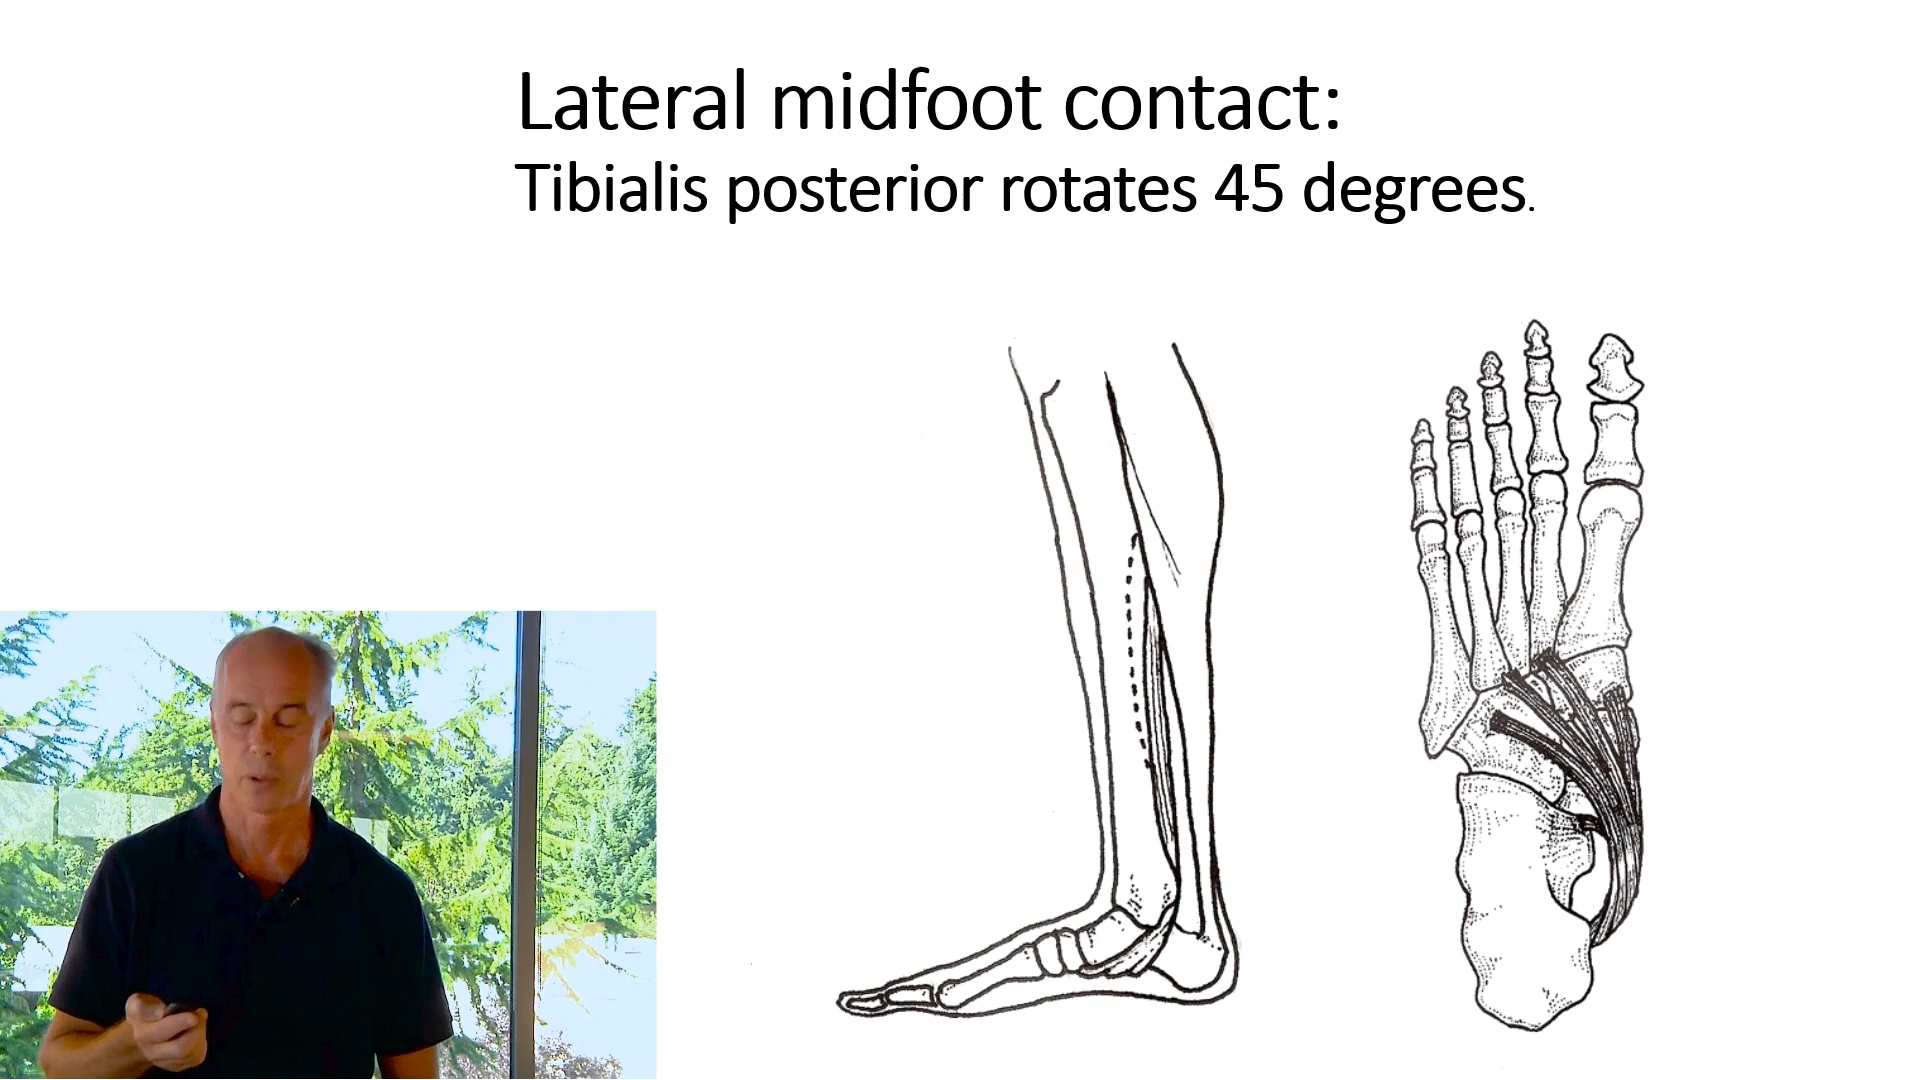 Lateral midfoot contact:
Tibialis posterior rotates 45 degrees.